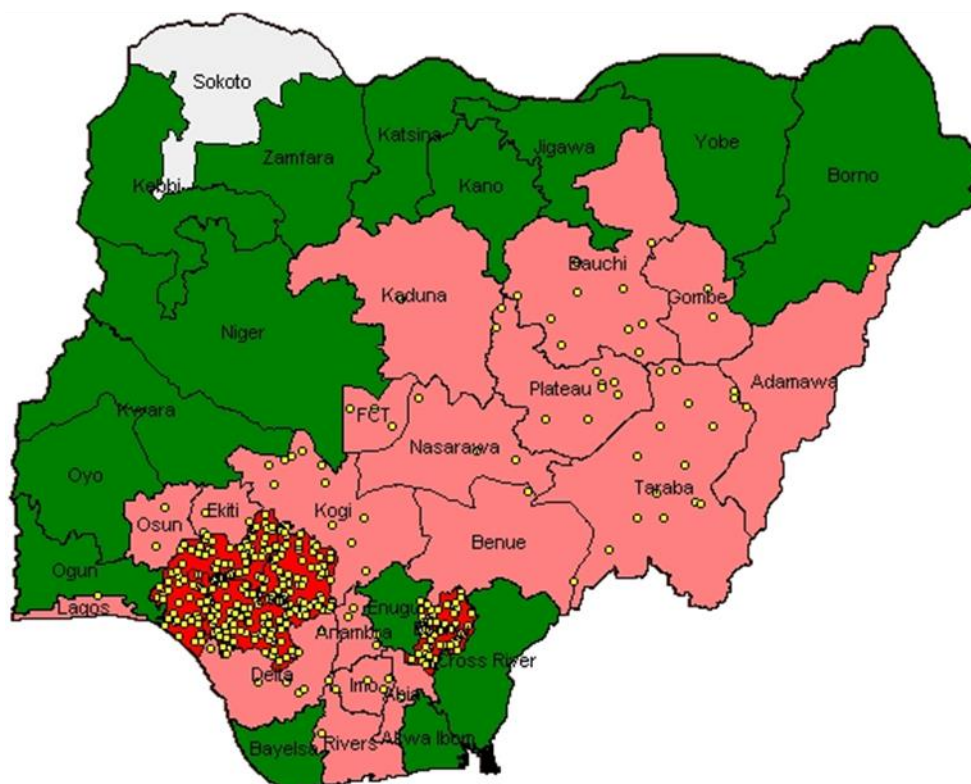 Sokoto
Katsina
Jigawa
Yobe
Zamfara
Kebbi
Kano
Borno
Bauchi
Kaduna
Gombe
Niger
Plateau
Adamawa
Kwara
FCT
Nasarawa
Oyo
Taraba
Osun
Ekiti
Kogi
Benue
Ogun
Lagos
Enugu
Anambra
Cross River
Delta
Imo
Abia
Bayelsa
Rivers
Akwa Ibom